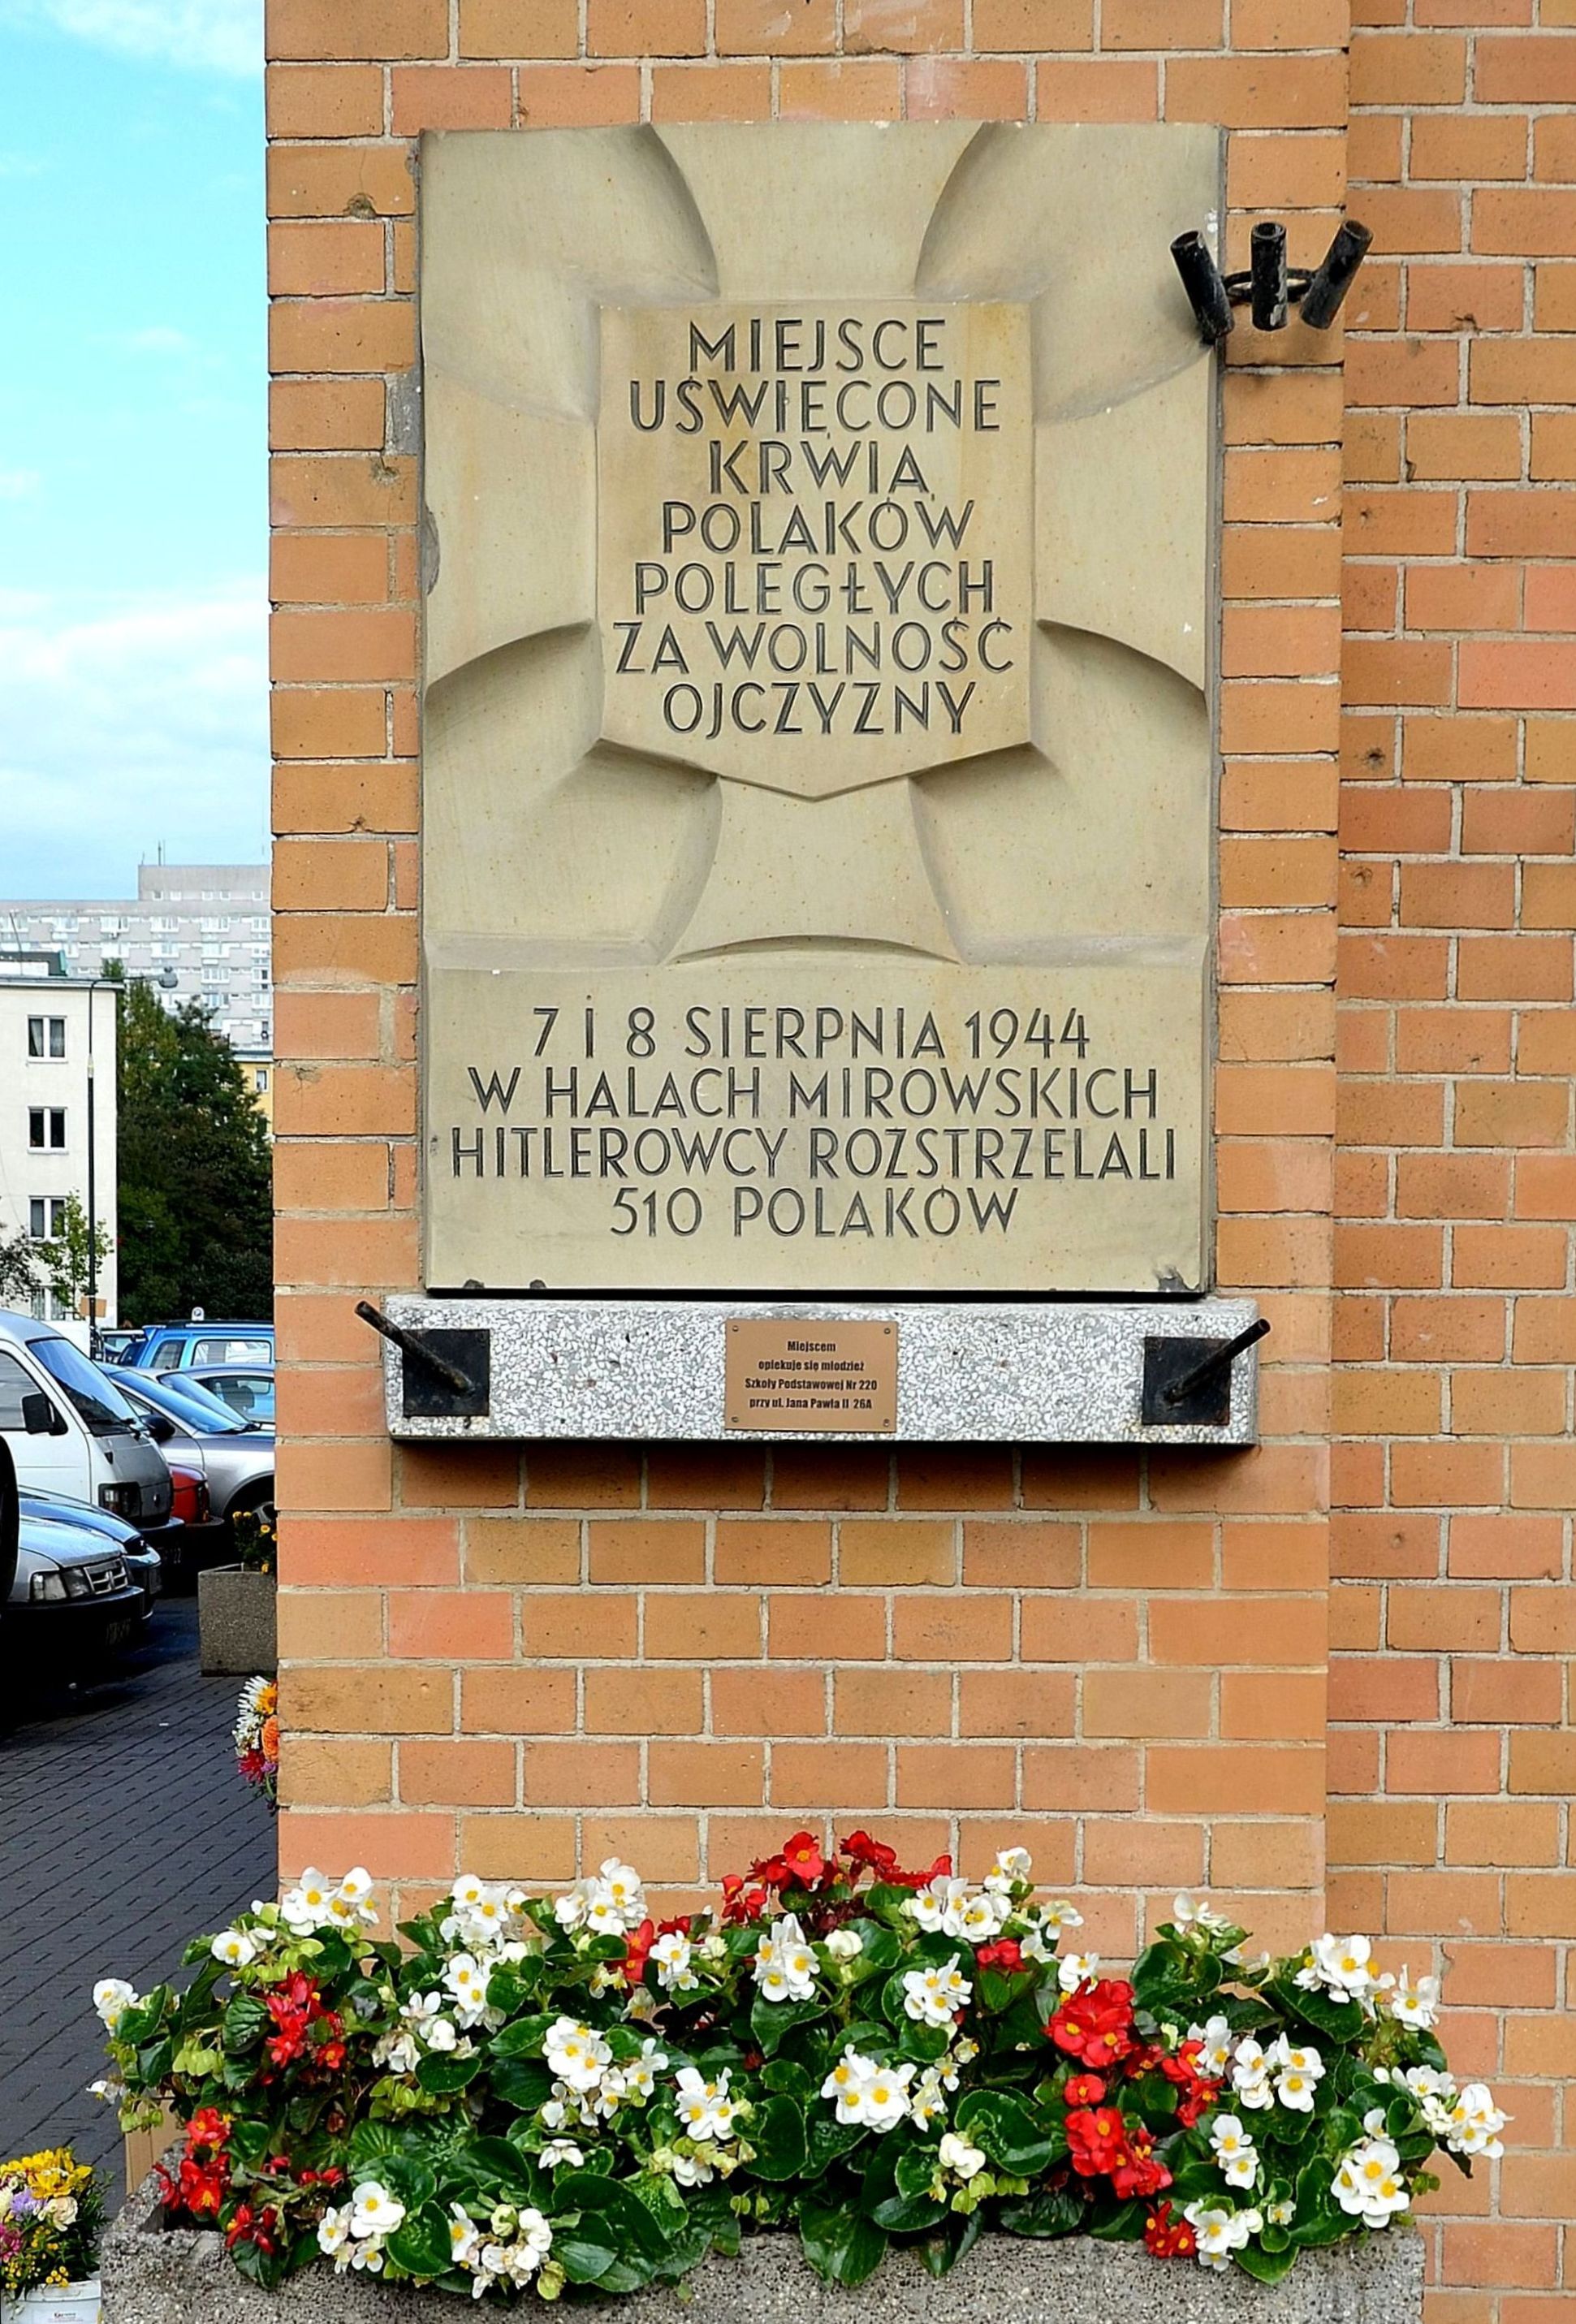 MIEJSCE
UŚWIĘCONE
KRWIĄ
POLAKÓW
POLEGŁYCH
ZA WOLNOŚĆ
OJCZYZNY
7 i 8 SIERPNIA 1944
W HALACH MIROWSKICH
HITLEROWCY ROZSTRZELALI
510 POLAKÓW
Miejscem
opiekuje się młodzież
Szkoły Podstawowej Nr 220
przy ul. Jana Pawła II 26A